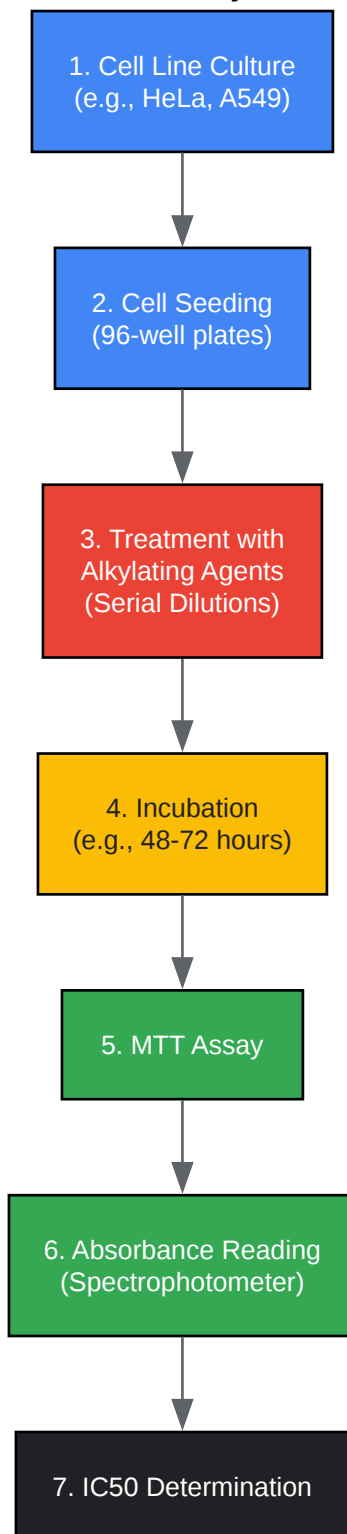 1. Cell Line Culture
(e.g., HeLa, A549)
2. Cell Seeding
(96-well plates)
3. Treatment with
Alkylating Agents
(Serial Dilutions)
4. Incubation
(e.g., 48-72 hours)
5. MTT Assay
6. Absorbance Reading
(Spectrophotometer)
7. IC50 Determination